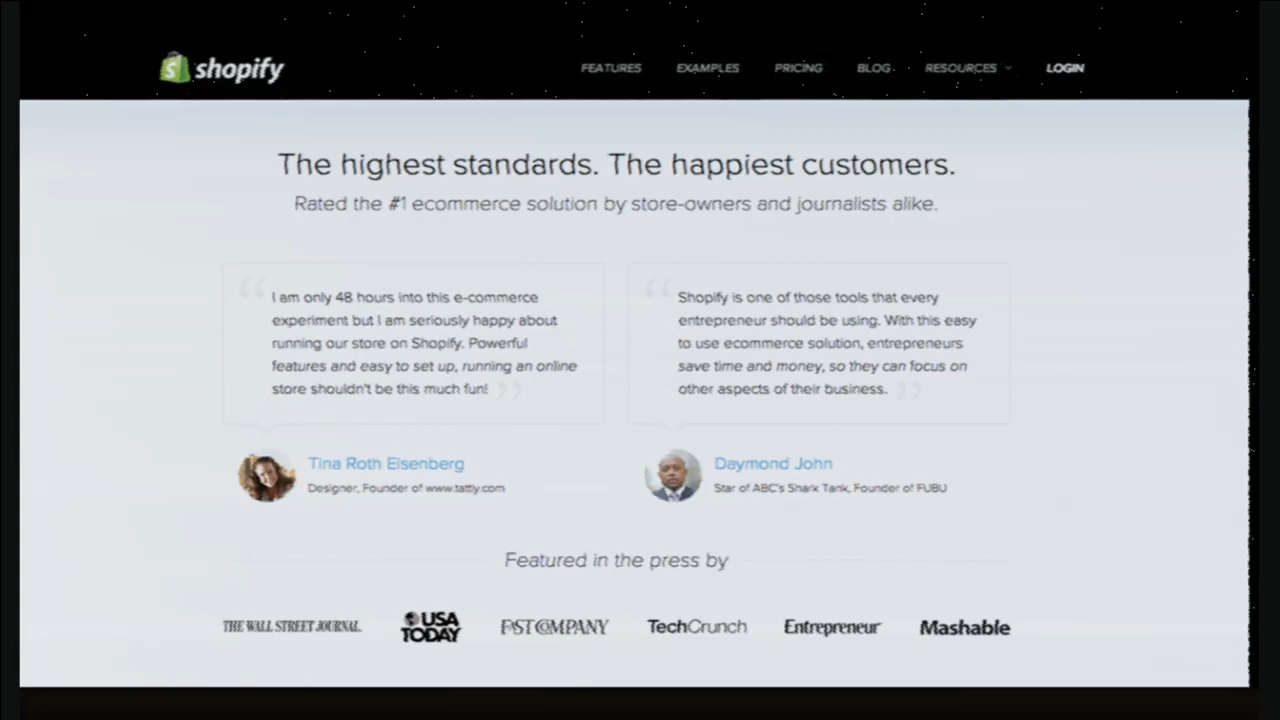 shopify FEATURES EXAMPLES PRICING BLOG RESOURCES LOGIN
The highest standards. The happiest customers.
Rated the #1 ecommerce solution by store-owners and journalists alike.
“ I am only 48 hours into this e-commerce
experiment but I am seriously happy about
running our store on Shopify. Powerful
features and easy to set up, running an online
store shouldn't be this much fun! ”
Tina Roth Eisenberg
Designer, Founder of www.tattly.com
“ Shopify is one of those tools that every
entrepreneur should be using. With this easy
to use ecommerce solution, entrepreneurs
save time and money, so they can focus on
other aspects of their business. ”
Daymond John
Star of ABC's Shark Tank, Founder of FUBU
Featured in the press by
THE WALL STREET JOURNAL. USA TODAY FAST COMPANY TechCrunch Entrepreneur Mashable